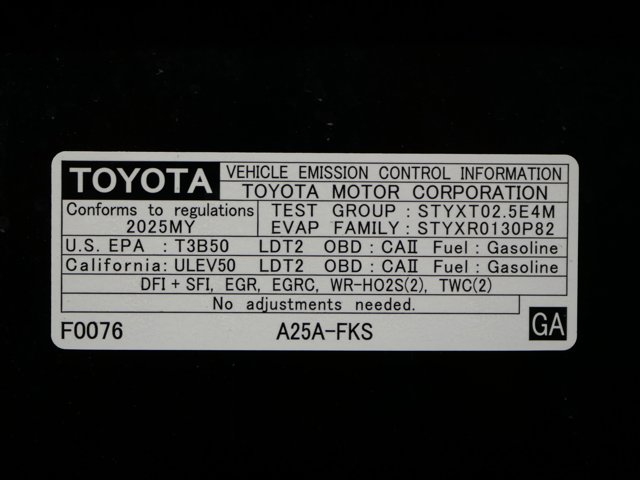 TOYOTA
VEHICLE EMISSION CONTROL INFORMATION
TOYOTA MOTOR CORPORATION
Conforms to regulations
2025MY
TEST GROUP : STYXT02.5E4M
EVAP FAMILY: STYXR0130P82
U.S. EPA : T3B50 LDT2 OBD : CAII Fuel : Gasoline
California: ULEV50 LDT2 OBD : CAII Fuel : Gasoline
DFI + SFI, EGR, EGRC, WR-HO2S(2), TWC(2)
No adjustments needed.
F0076 A25A-FKS GA